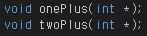 void onePlus(int *);
void twoPlus(int *);